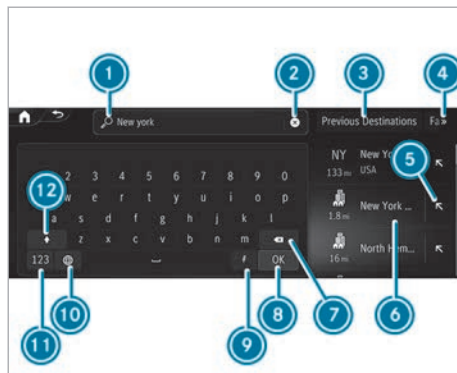 1 2 3 4
New york Previous Destinations Fa»
NY New Yo
133 mi USA
5
12
2 3 4 5 6 7 8 9 0
w e r t y u i o p
1.8 mi New York ...
a s d f g h j k l
z x c v b n m
16 mi North Hem...
123 OK
11 10 9 8 7 6